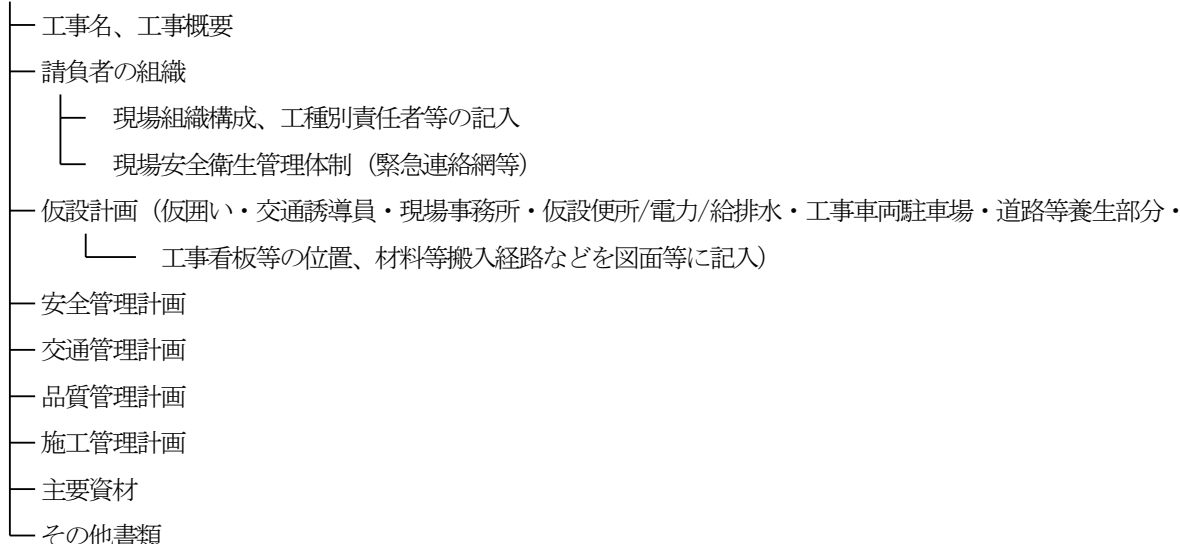 工事名、工事概要
請負者の組織
現場組織構成、工種別責任者等の記入
現場安全衛生管理体制（緊急連絡網等）
仮設計画（仮囲い・交通誘導員・現場事務所・仮設便所/電力/給排水・工事車両駐車場・道路等養生部分・
工事看板等の位置、材料等搬入経路などを図面等に記入）
安全管理計画
交通管理計画
品質管理計画
施工管理計画
主要資材
その他書類